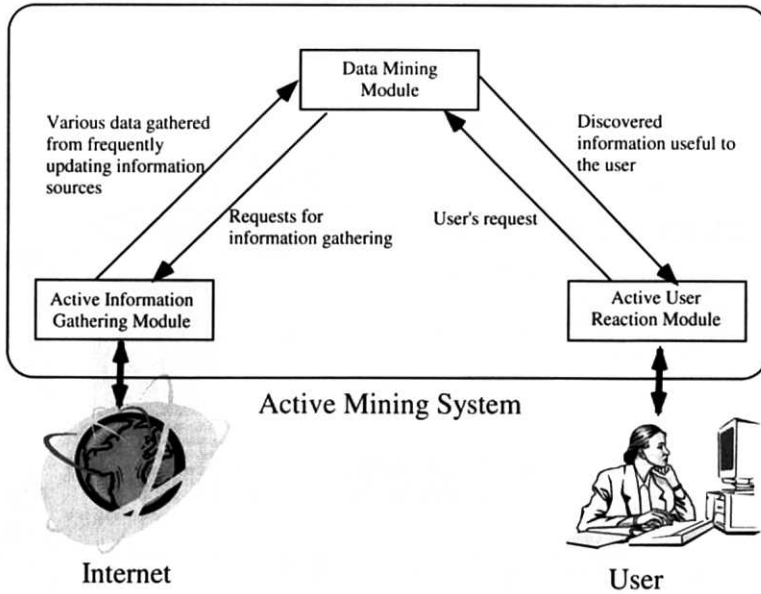 Data Mining
Module
Various data gathered
from frequently
updating information
sources
Discovered
information useful to
the user
Requests for
information gathering
User's request
Active Information
Gathering Module
Active User
Reaction Module
Active Mining System
Internet
User